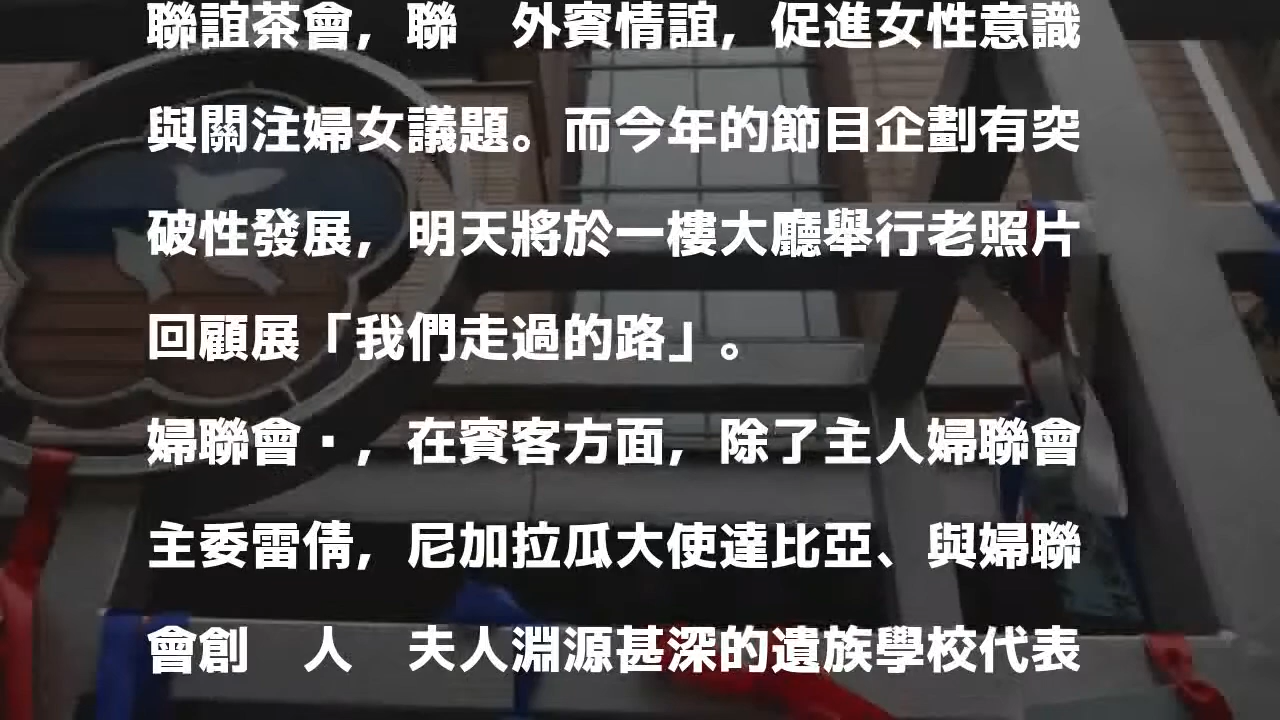 聯誼茶會，聯　外賓情誼，促進女性意識
與關注婦女議題。而今年的節目企劃有突
破性發展，明天將於一樓大廳舉行老照片
回顧展「我們走過的路」。
婦聯會·，在賓客方面，除了主人婦聯會
主委雷倩，尼加拉瓜大使達比亞、與婦聯
會創　人　夫人淵源甚深的遺族學校代表